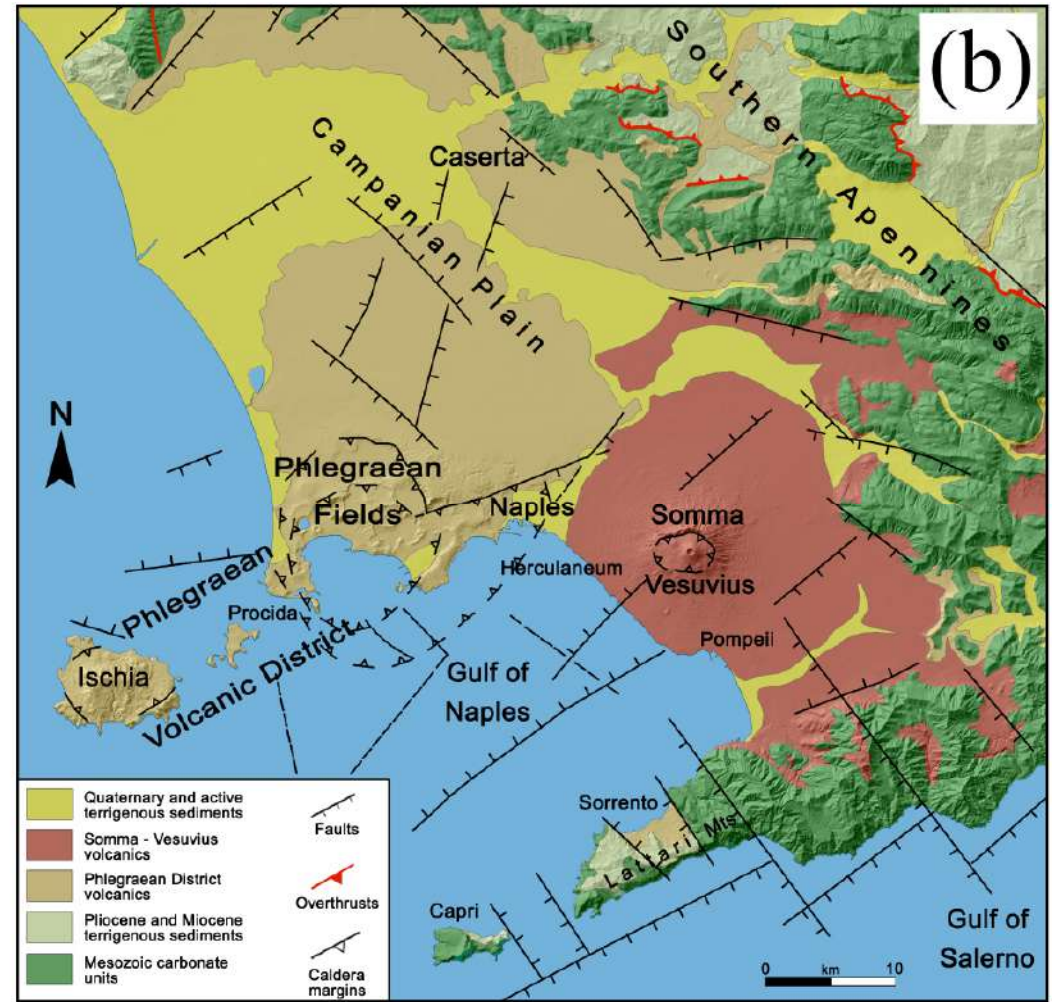 (b)
Southern Apennines
Campanian Plain
Caserta
N
Phlegraean
Fields
Naples
Somma
Vesuvius
Herculaneum
Phlegraean
Volcanic District
Procida
Pompeii
Ischia
Gulf of
Naples
Sorrento
Lattari Mts
Capri
Gulf of
Salerno
0 km 10
Quaternary and active
terrigenous sediments
Somma - Vesuvius
volcanics
Phlegraean District
volcanics
Pliocene and Miocene
terrigenous sediments
Mesozoic carbonate
units
Faults
Overthrusts
Caldera
margins